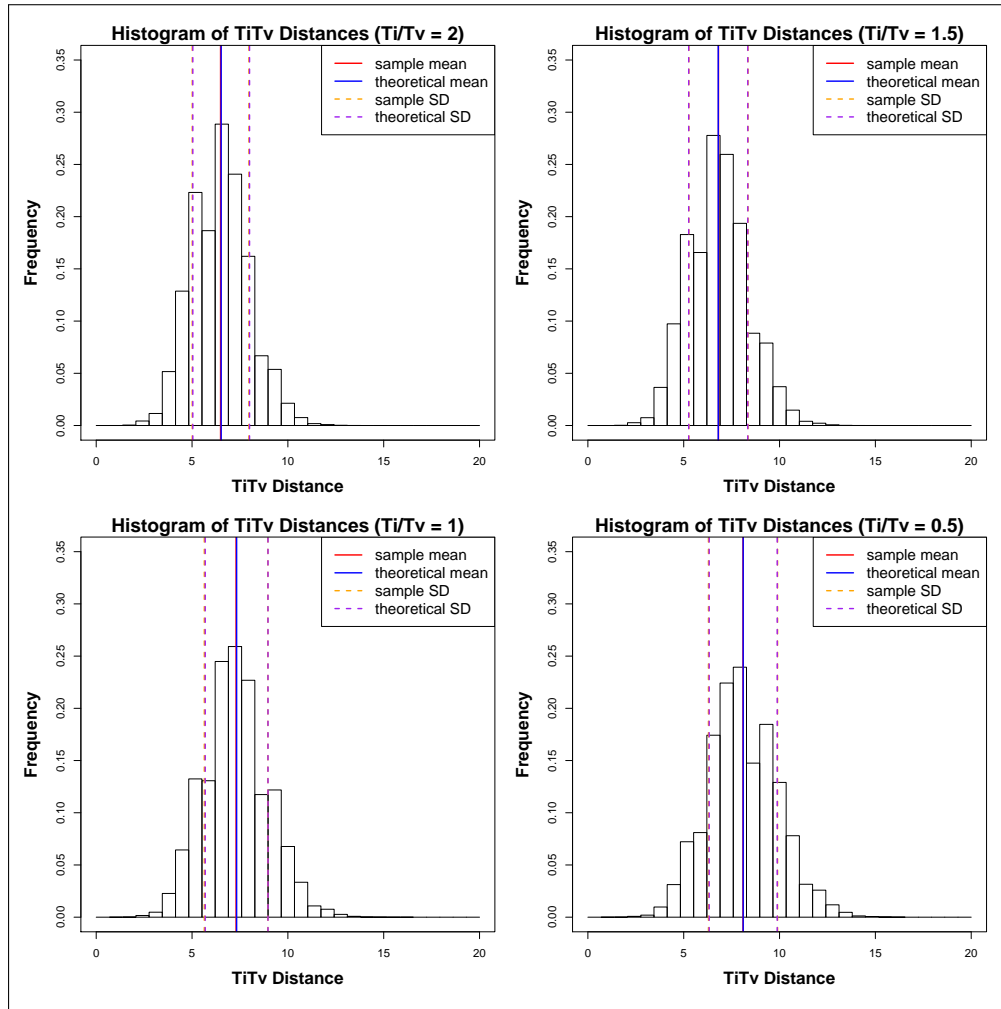 Histogram of TiTv Distances (Ti/Tv = 2)
sample mean
theoretical mean
sample SD
theoretical SD
Frequency
0.35
0.30
0.25
0.20
0.15
0.10
0.05
0.00
0 5 10 15 20
TiTv Distance
Histogram of TiTv Distances (Ti/Tv = 1.5)
sample mean
theoretical mean
sample SD
theoretical SD
Frequency
0.35
0.30
0.25
0.20
0.15
0.10
0.05
0.00
0 5 10 15 20
TiTv Distance
Histogram of TiTv Distances (Ti/Tv = 1)
sample mean
theoretical mean
sample SD
theoretical SD
Frequency
0.35
0.30
0.25
0.20
0.15
0.10
0.05
0.00
0 5 10 15 20
TiTv Distance
Histogram of TiTv Distances (Ti/Tv = 0.5)
sample mean
theoretical mean
sample SD
theoretical SD
Frequency
0.35
0.30
0.25
0.20
0.15
0.10
0.05
0.00
0 5 10 15 20
TiTv Distance